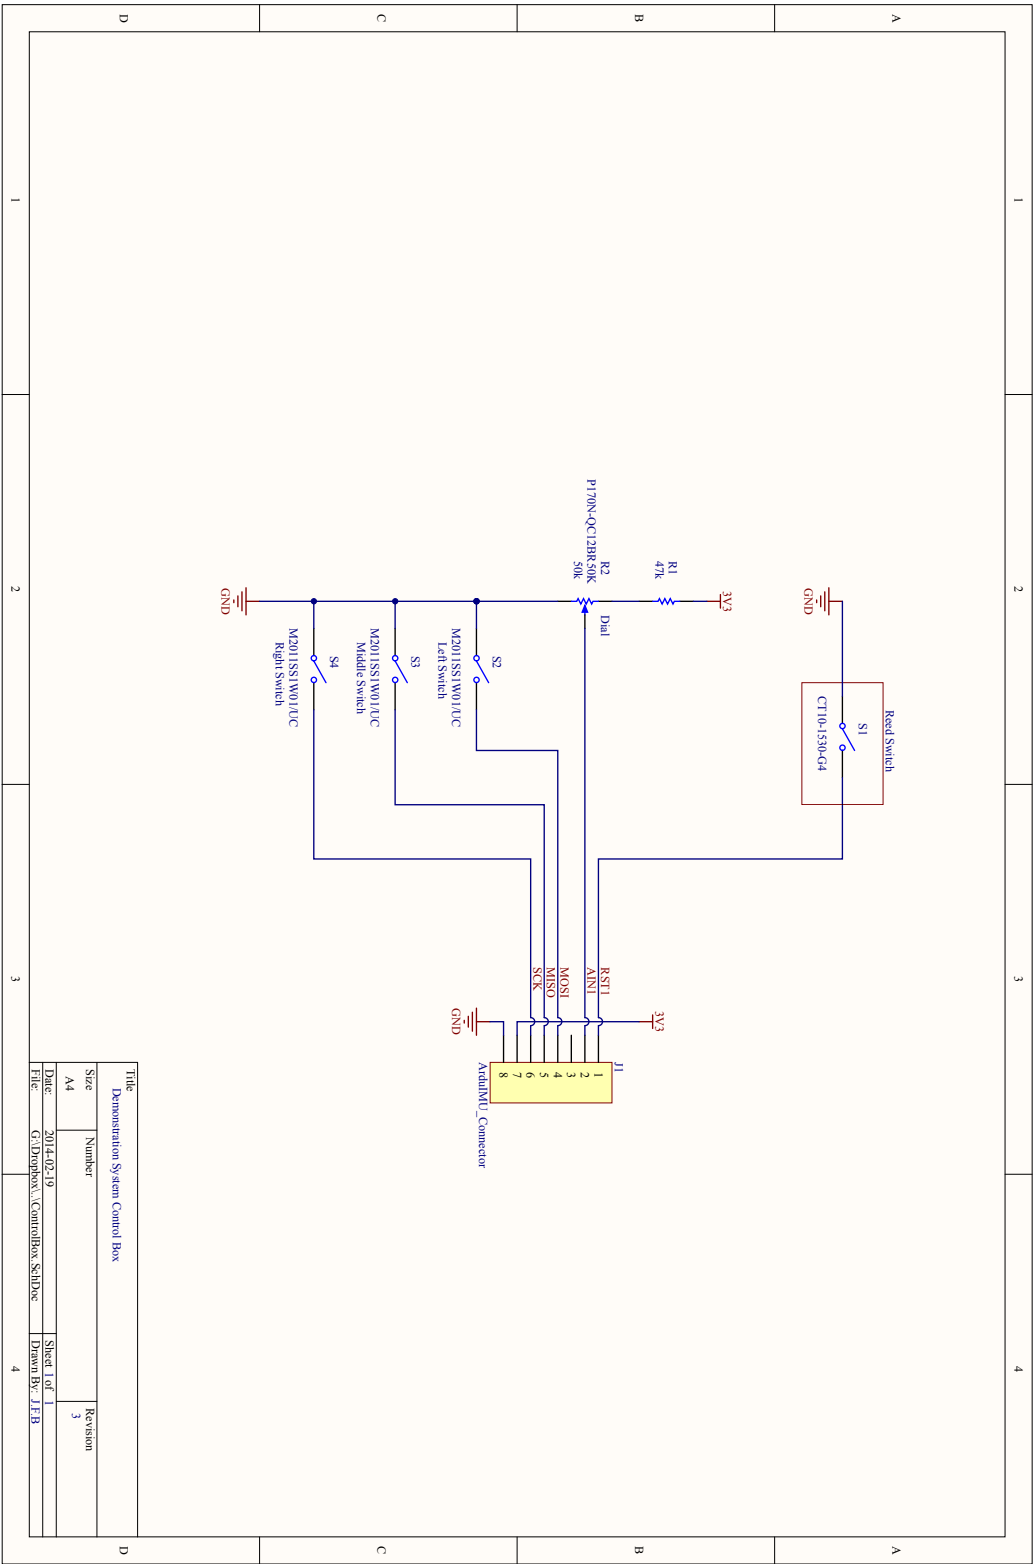 1
2
3
4
A
A
Reed Switch
S1
CT10-1530-G4
GND
3V3
R1
47k
R2
50k
P170N-QC12BR50K
Dial
B
B
RST1
AIN1
MOSI
MISO
SCK
3V3
GND
J1
1
2
3
4
5
6
7
8
ArduIMU_Connector
S2
M2011SS1W01/UC
Left Switch
S3
M2011SS1W01/UC
Middle Switch
S4
M2011SS1W01/UC
Right Switch
GND
C
C
Title
Demonstration System Control Box
Size
Number
Revision
A4
3
Date:
2014-02-19
Sheet 1 of 1
File:
G:\Dropbox\..\ControlBox.SchDoc
Drawn By: J.F.B
D
D
1
2
3
4